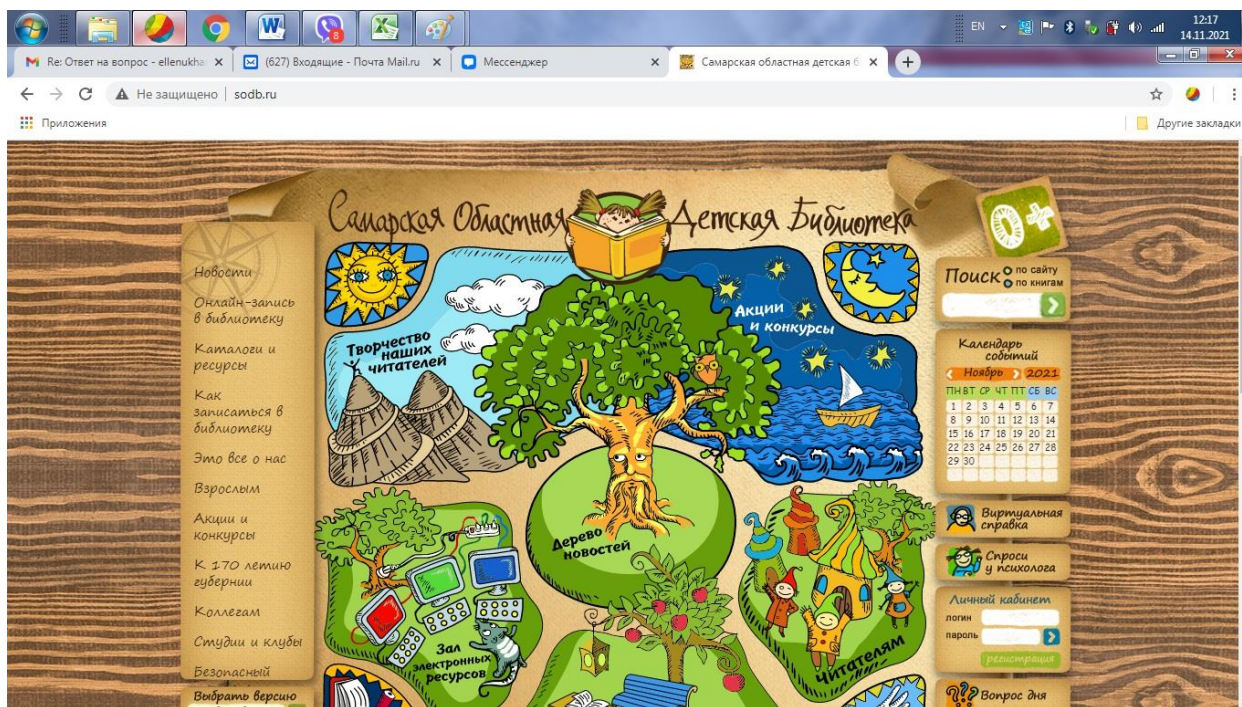 EN
12:17
14.11.2021
Re: Ответ на вопрос - ellenukha
(627) Входящие - Почта Mail.ru
Мессенджер
Самарская областная детская б
Не защищено
sodb.ru
Приложения
Другие закладки
Самарская Областная
Детская Библиотека
0+
Новости
Онлайн-запись
в библиотеку
Каталоги и
ресурсы
Как
записаться в
библиотеку
Это все о нас
Взрослым
Акции и
конкурсы
К 170 летию
губернии
Коллегам
Студии и клубы
Безопасный
Выбрать версию
Творчество
наших
читателей
Акции
и конкурсы
Дерево
новостей
Зал
электронных
ресурсов
Читателям
Поиск
по сайту
по книгам
Календарь
событий
Ноябрь 2021
ПН ВТ СР ЧТ ПТ СБ ВС
1 2 3 4 5 6 7
8 9 10 11 12 13 14
15 16 17 18 19 20 21
22 23 24 25 26 27 28
29 30
Виртуальная
справка
Спроси
у психолога
Личный кабинет
логин
пароль
регистрация
Вопрос дня